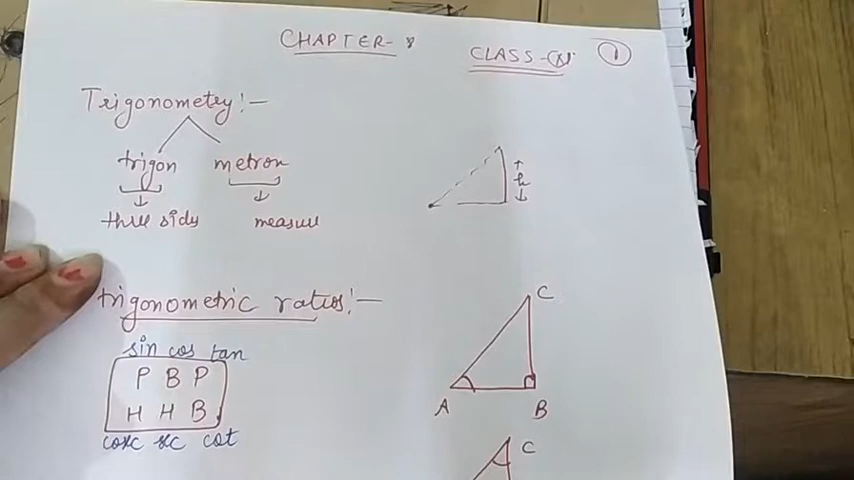 CHAPTER- 8
CLASS-(X) 1
Trigonometry:-
trigon metron
three sides measure
h
trigonometric ratios:-
sin cos tan
P B P
H H B
cosec sec cot
C
A B
C